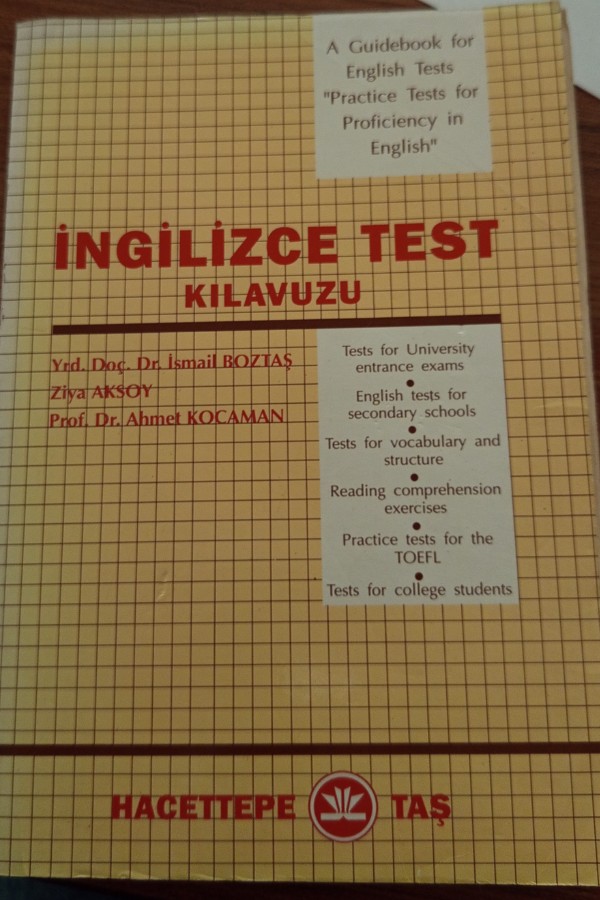 A Guidebook for
English Tests
"Practice Tests for
Proficiency in
English"
İNGİLİZCE TEST
KILAVUZU
Yrd. Doç. Dr. İsmail BOZTAŞ
Ziya AKSOY
Prof. Dr. Ahmet KOCAMAN
Tests for University
entrance exams
English tests for
secondary schools
Tests for vocabulary and
structure
Reading comprehension
exercises
Practice tests for the
TOEFL
Tests for college students
HACETTEPE TAŞ